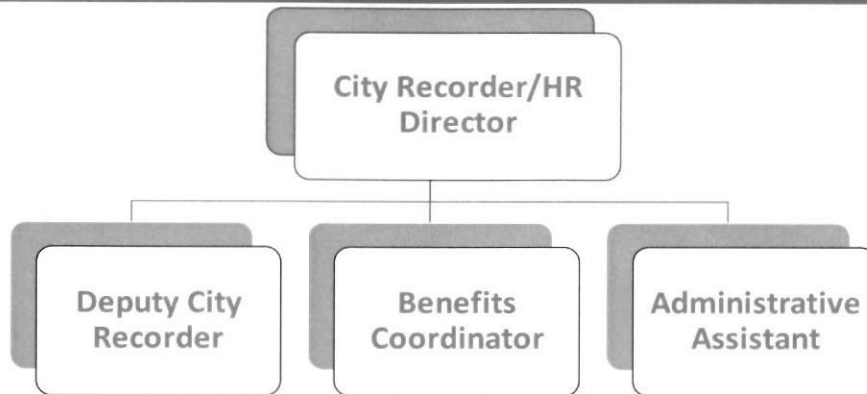 City Recorder/HR
Director
Deputy City
Recorder
Benefits
Coordinator
Administrative
Assistant